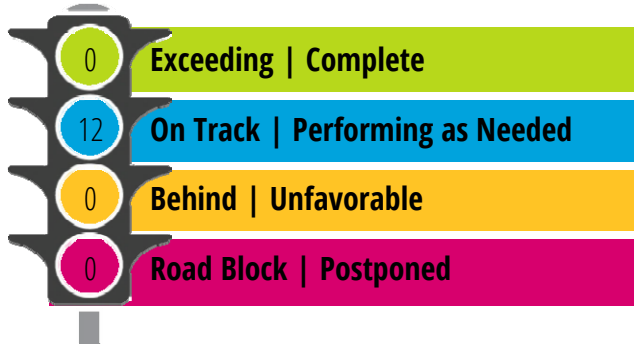 0 Exceeding | Complete
12 On Track | Performing as Needed
0 Behind | Unfavorable
0 Road Block | Postponed